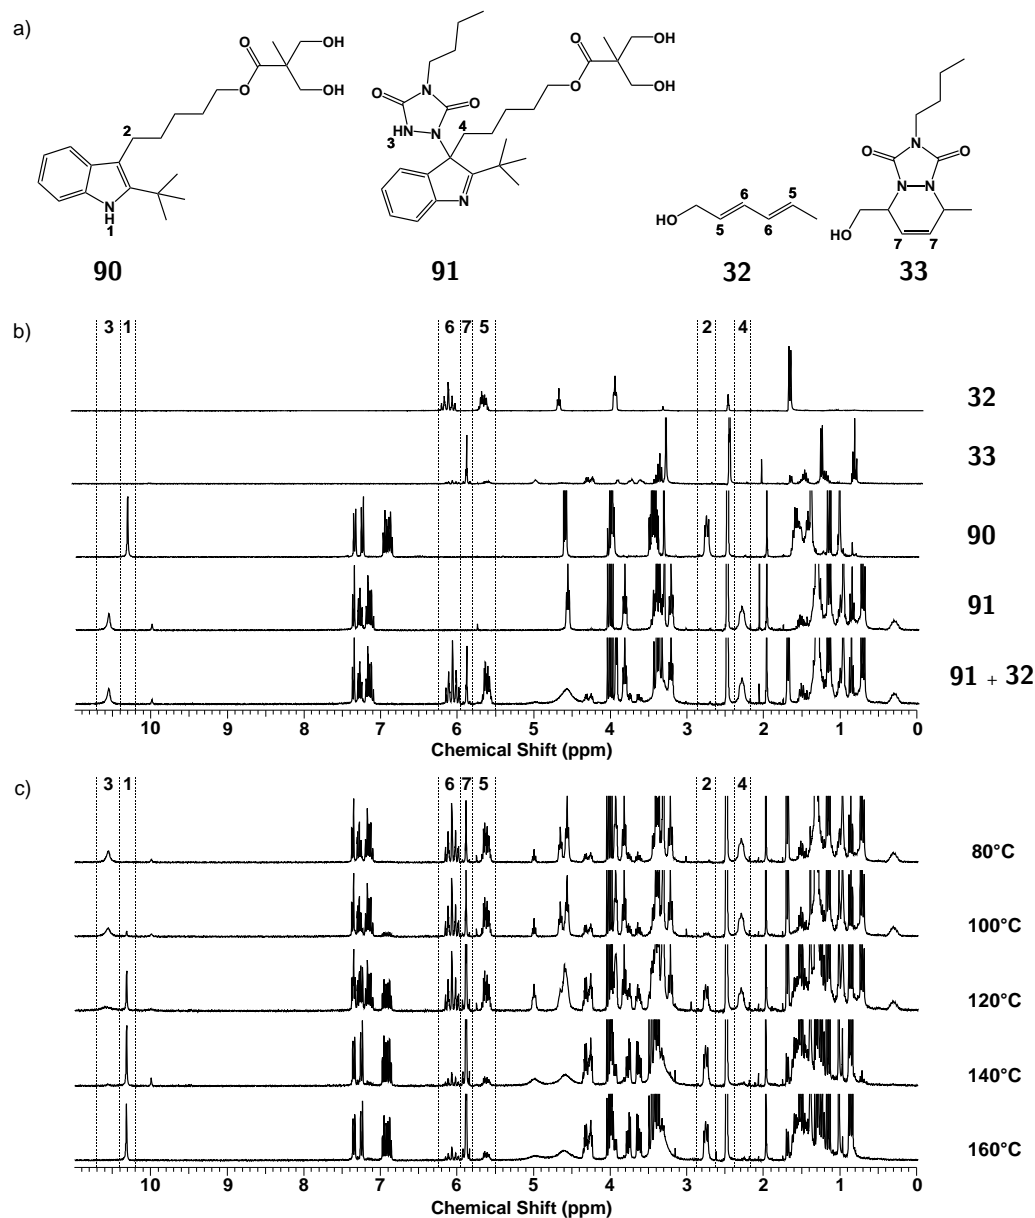 a)
O
OH
O
OH
2
N
H
1
90
O
OH
O
N
O
O
OH
4
NH
N
3
N
91
6
5
HO
5
6
32
N
O
O
N
N
HO
7
7
33
b)
3 1 6 7 5 2 4
32
33
90
91
91 + 32
10 9 8 7 6 5 4 3 2 1 0
Chemical Shift (ppm)
c)
3 1 6 7 5 2 4
80°C
100°C
120°C
140°C
160°C
10 9 8 7 6 5 4 3 2 1 0
Chemical Shift (ppm)